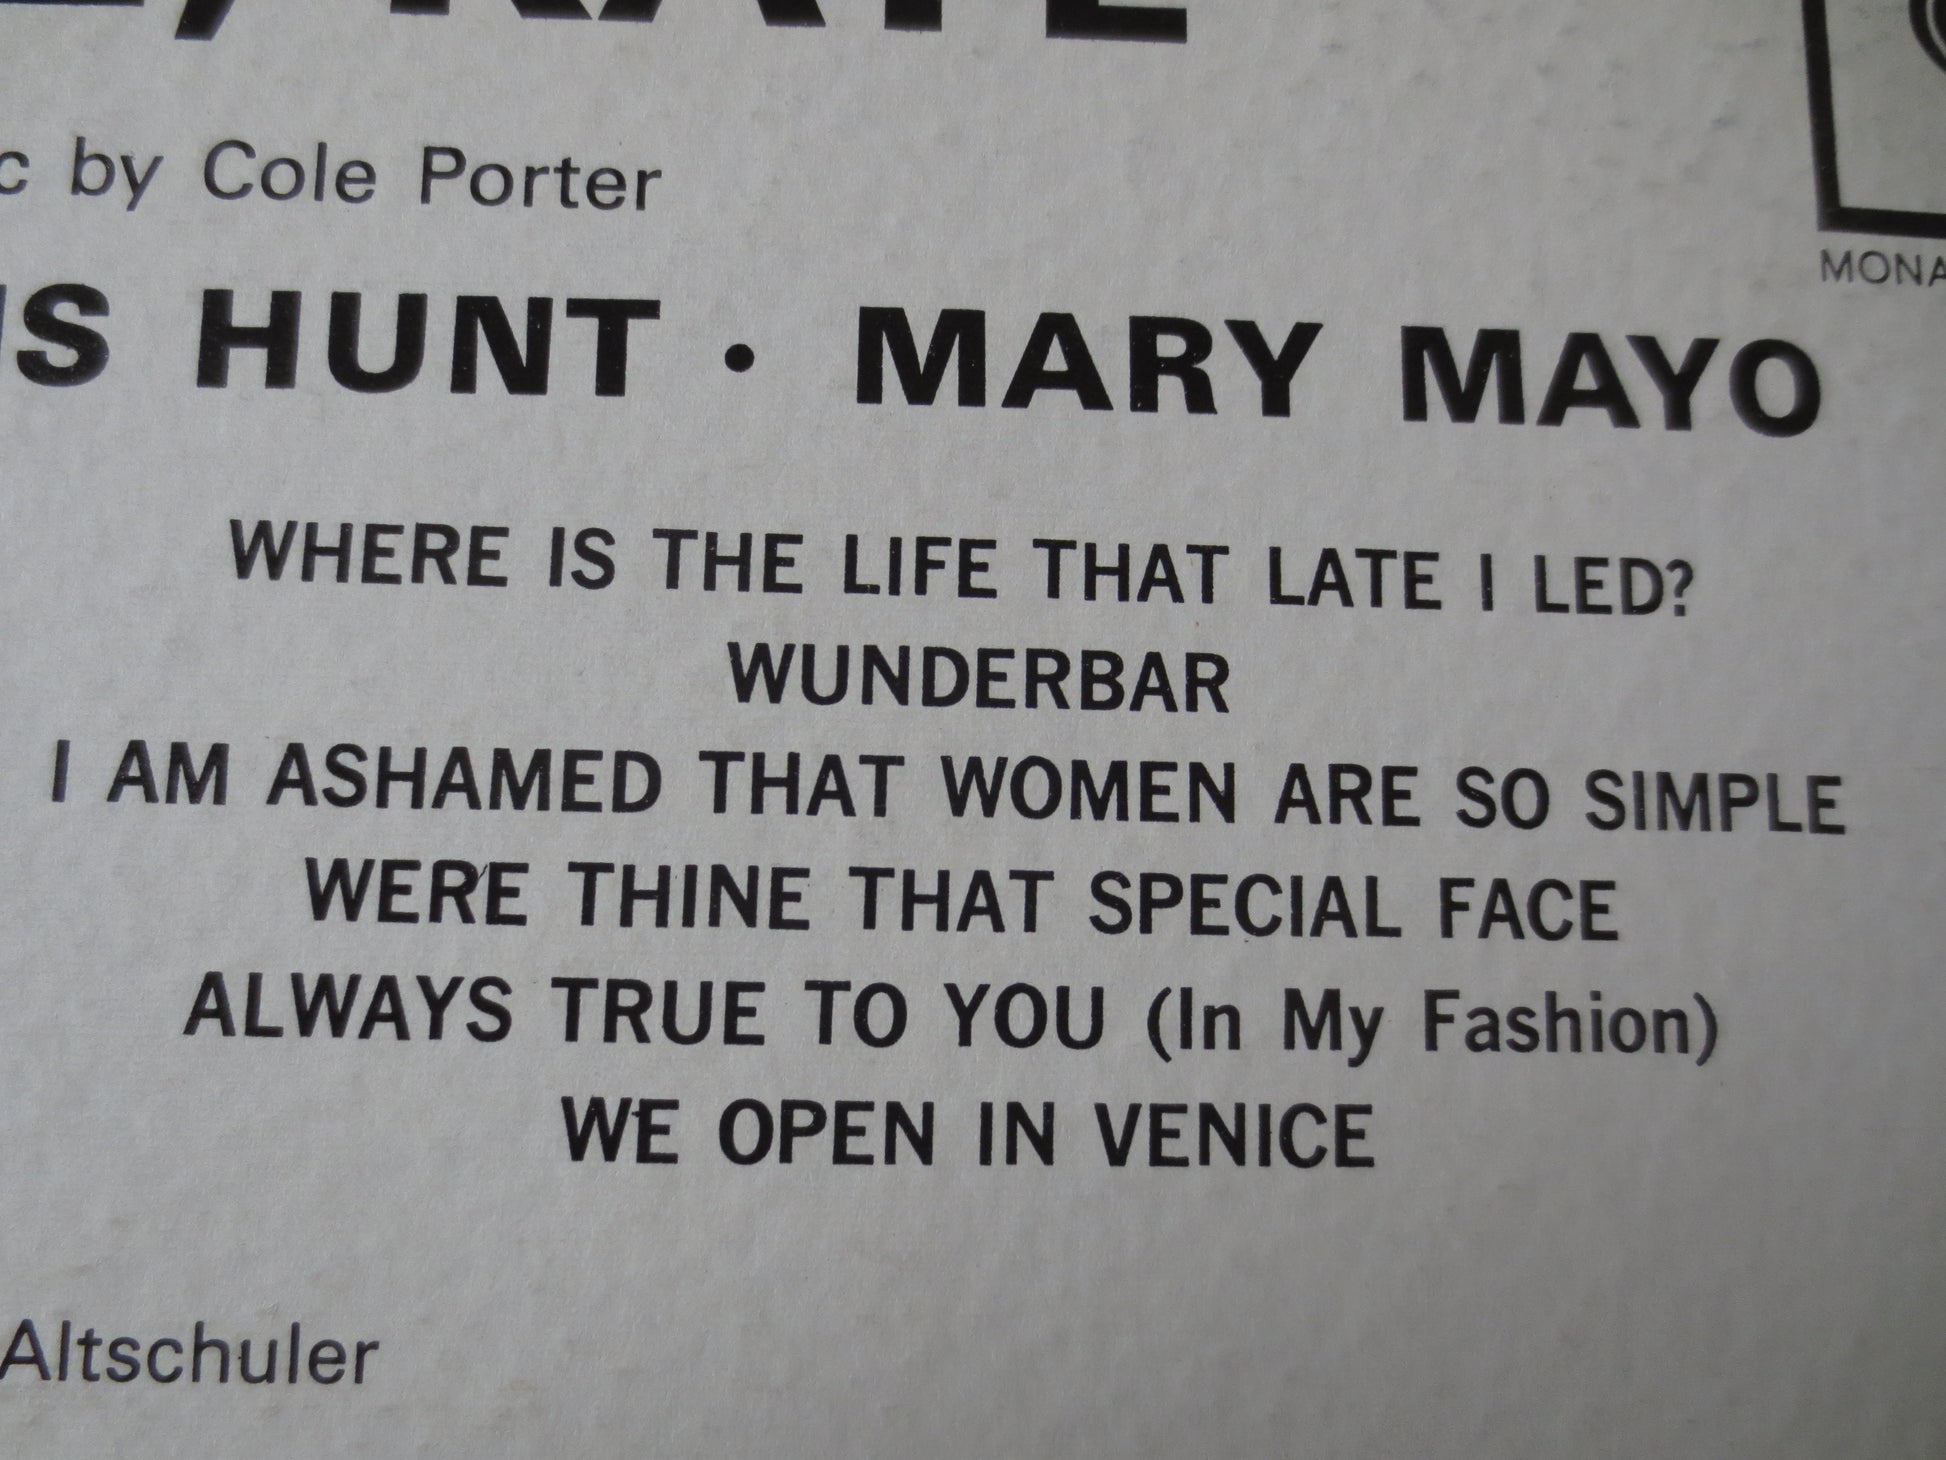 KATE
c by Cole Porter
MONA
IS HUNT · MARY MAYO
WHERE IS THE LIFE THAT LATE I LED?
WUNDERBAR
I AM ASHAMED THAT WOMEN ARE SO SIMPLE
WERE THINE THAT SPECIAL FACE
ALWAYS TRUE TO YOU (In My Fashion)
WE OPEN IN VENICE
Altschuler